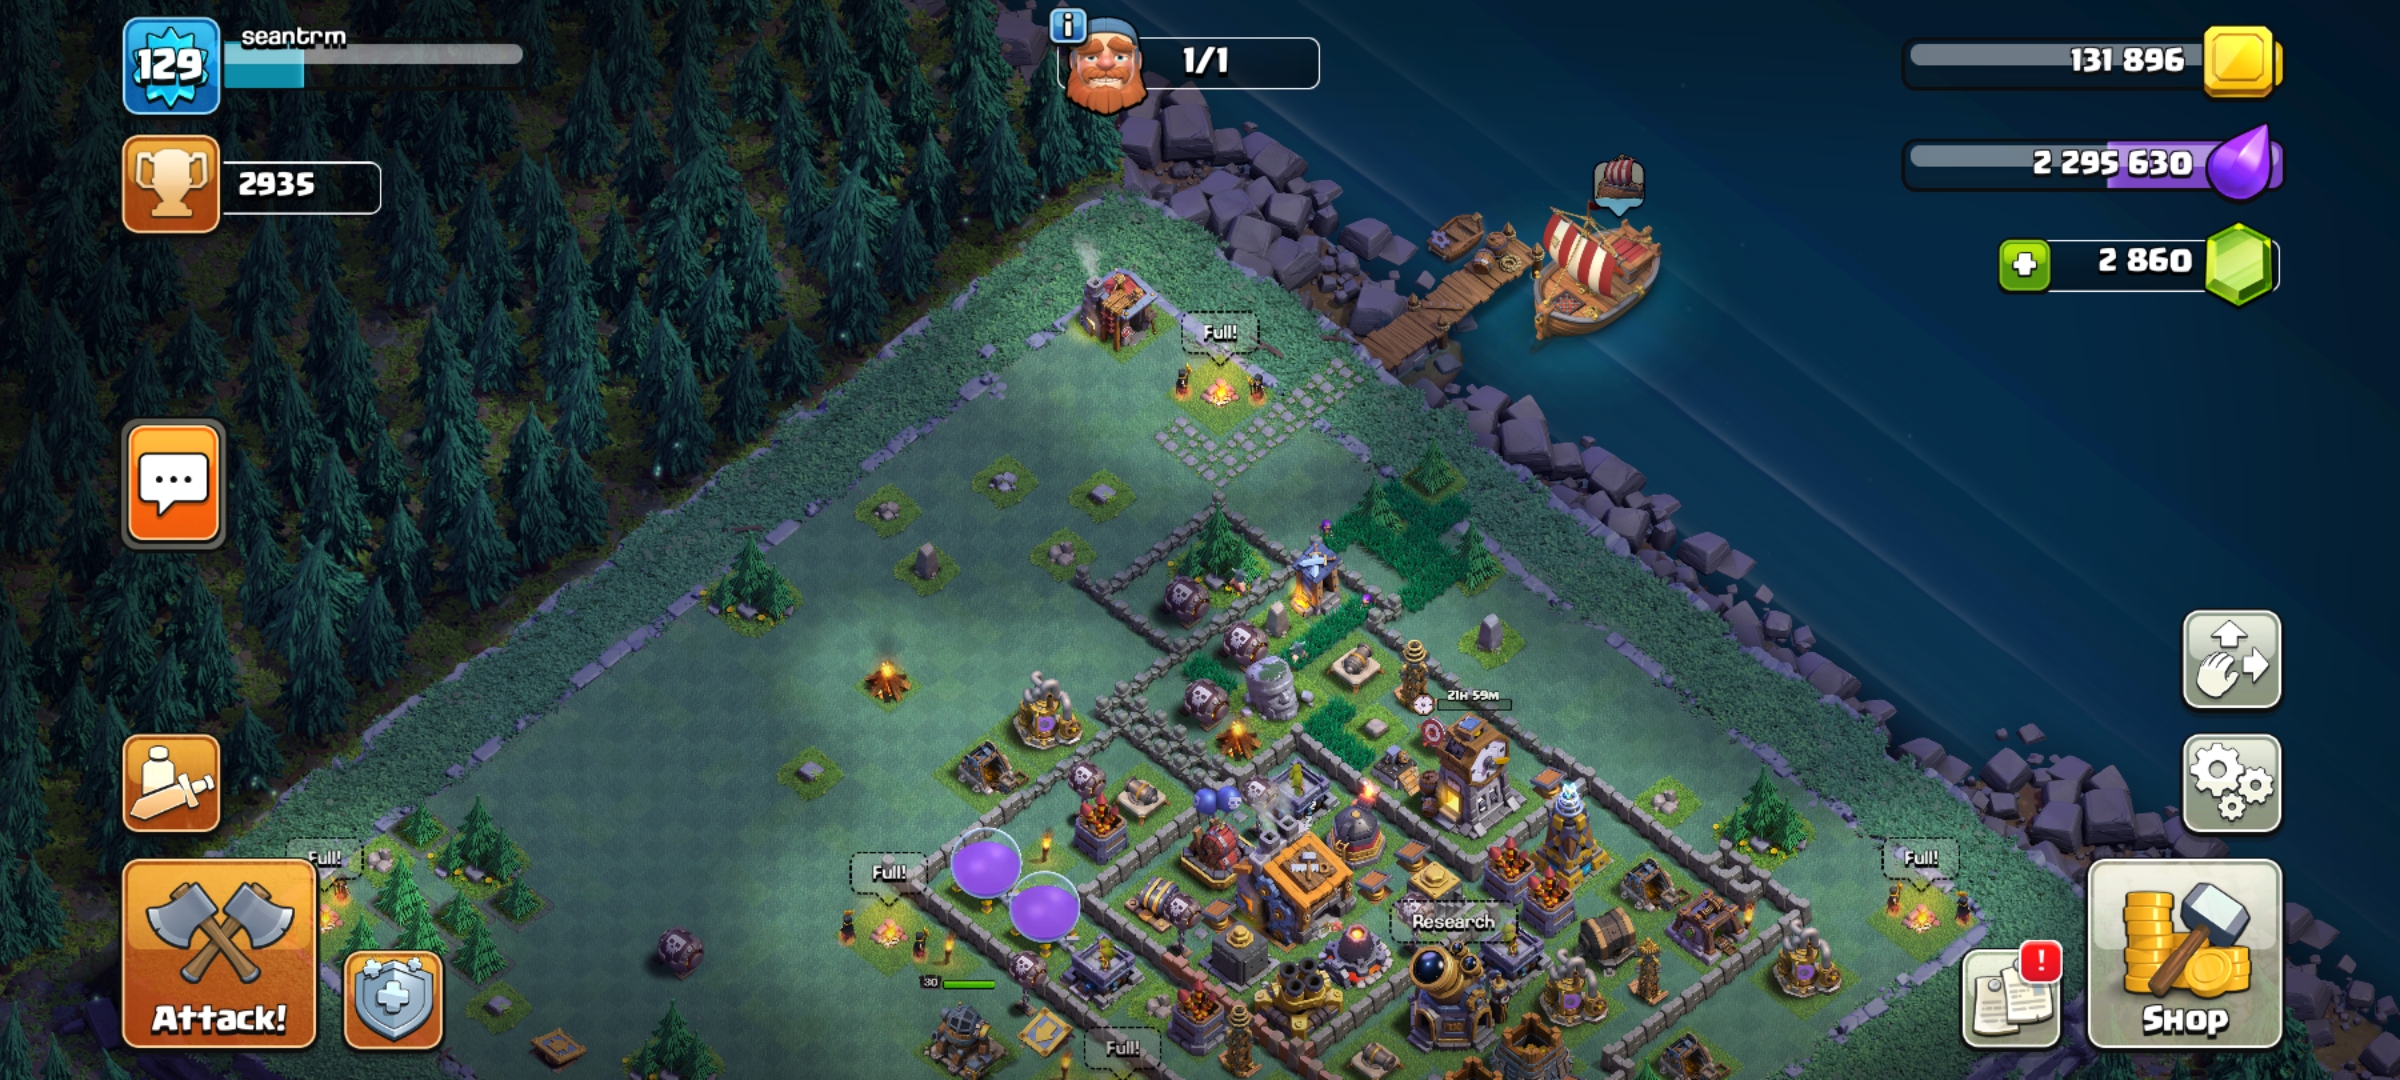 129
seantrm
i
1/1
131 896
2935
2 295 630
2 860
Full!
21H 59M
Full!
Full!
Full!
Research
30
!
Attack!
Shop
Full!